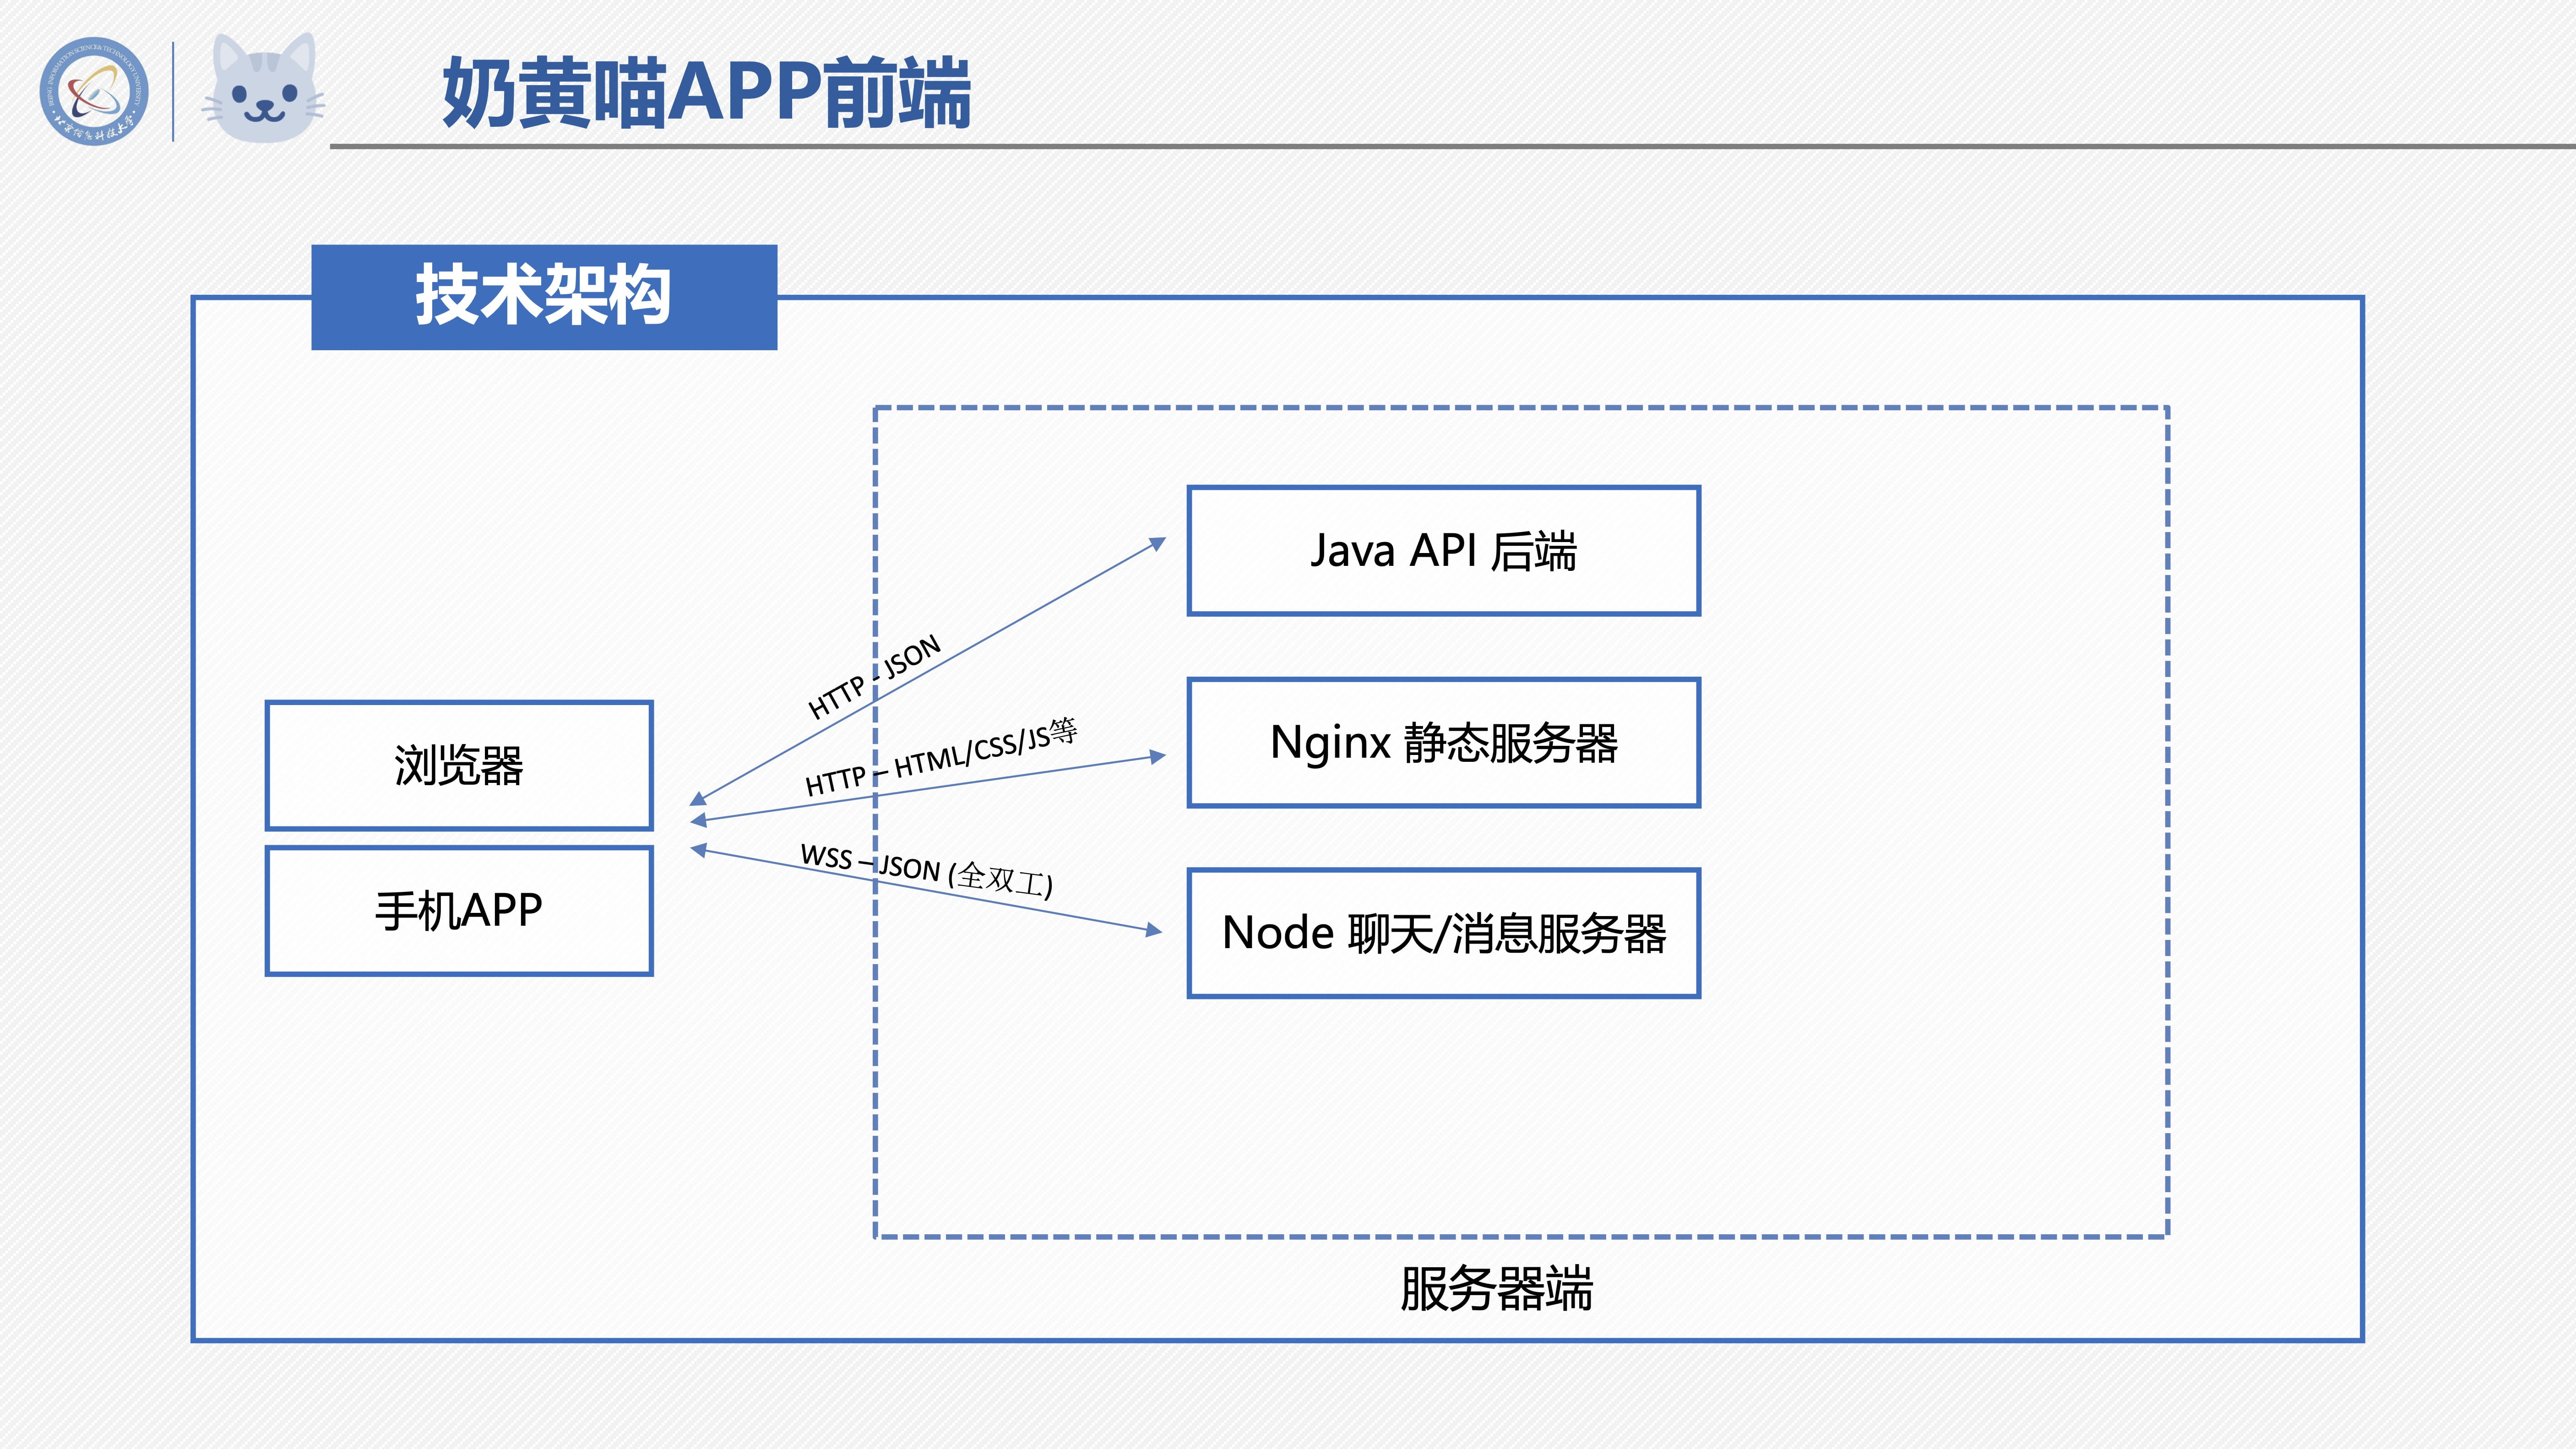 奶黄喵APP前端
技术架构
Java API 后端
HTTP - JSON
Nginx 静态服务器
HTTP – HTML/CSS/JS等
浏览器
WSS – JSON (全双工)
手机APP
Node 聊天/消息服务器
服务器端